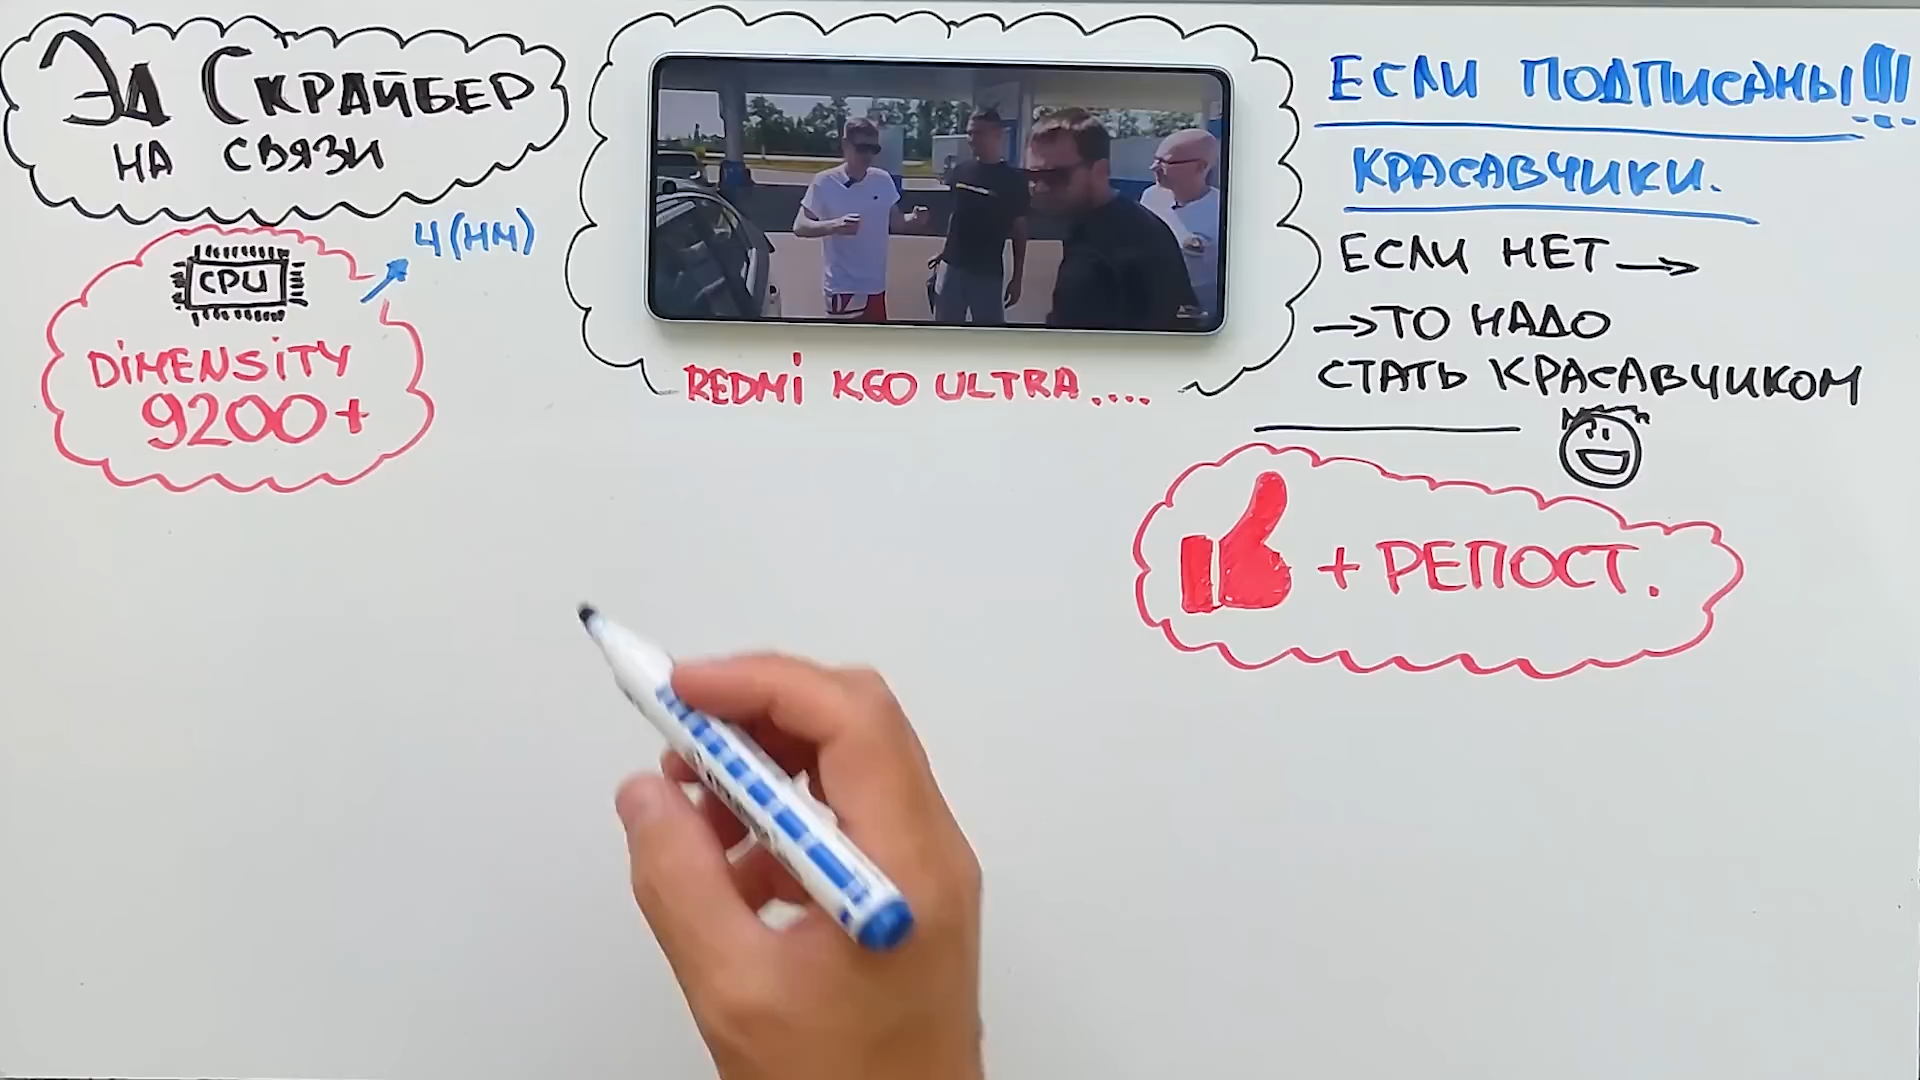 ЭД СКРАЙБЕР
НА СВЯЗИ
4 (НМ)
CPU
DiMENSiTY
9200+
REDMi K60 ULTRA....
ЕСЛИ ПОДПИСАНЫ!!!
КРАСАВЧИКИ.
ЕСЛИ НЕТ →
→ ТО НАДО
СТАТЬ КРАСАВЧИКОМ
+ РЕПОСТ.